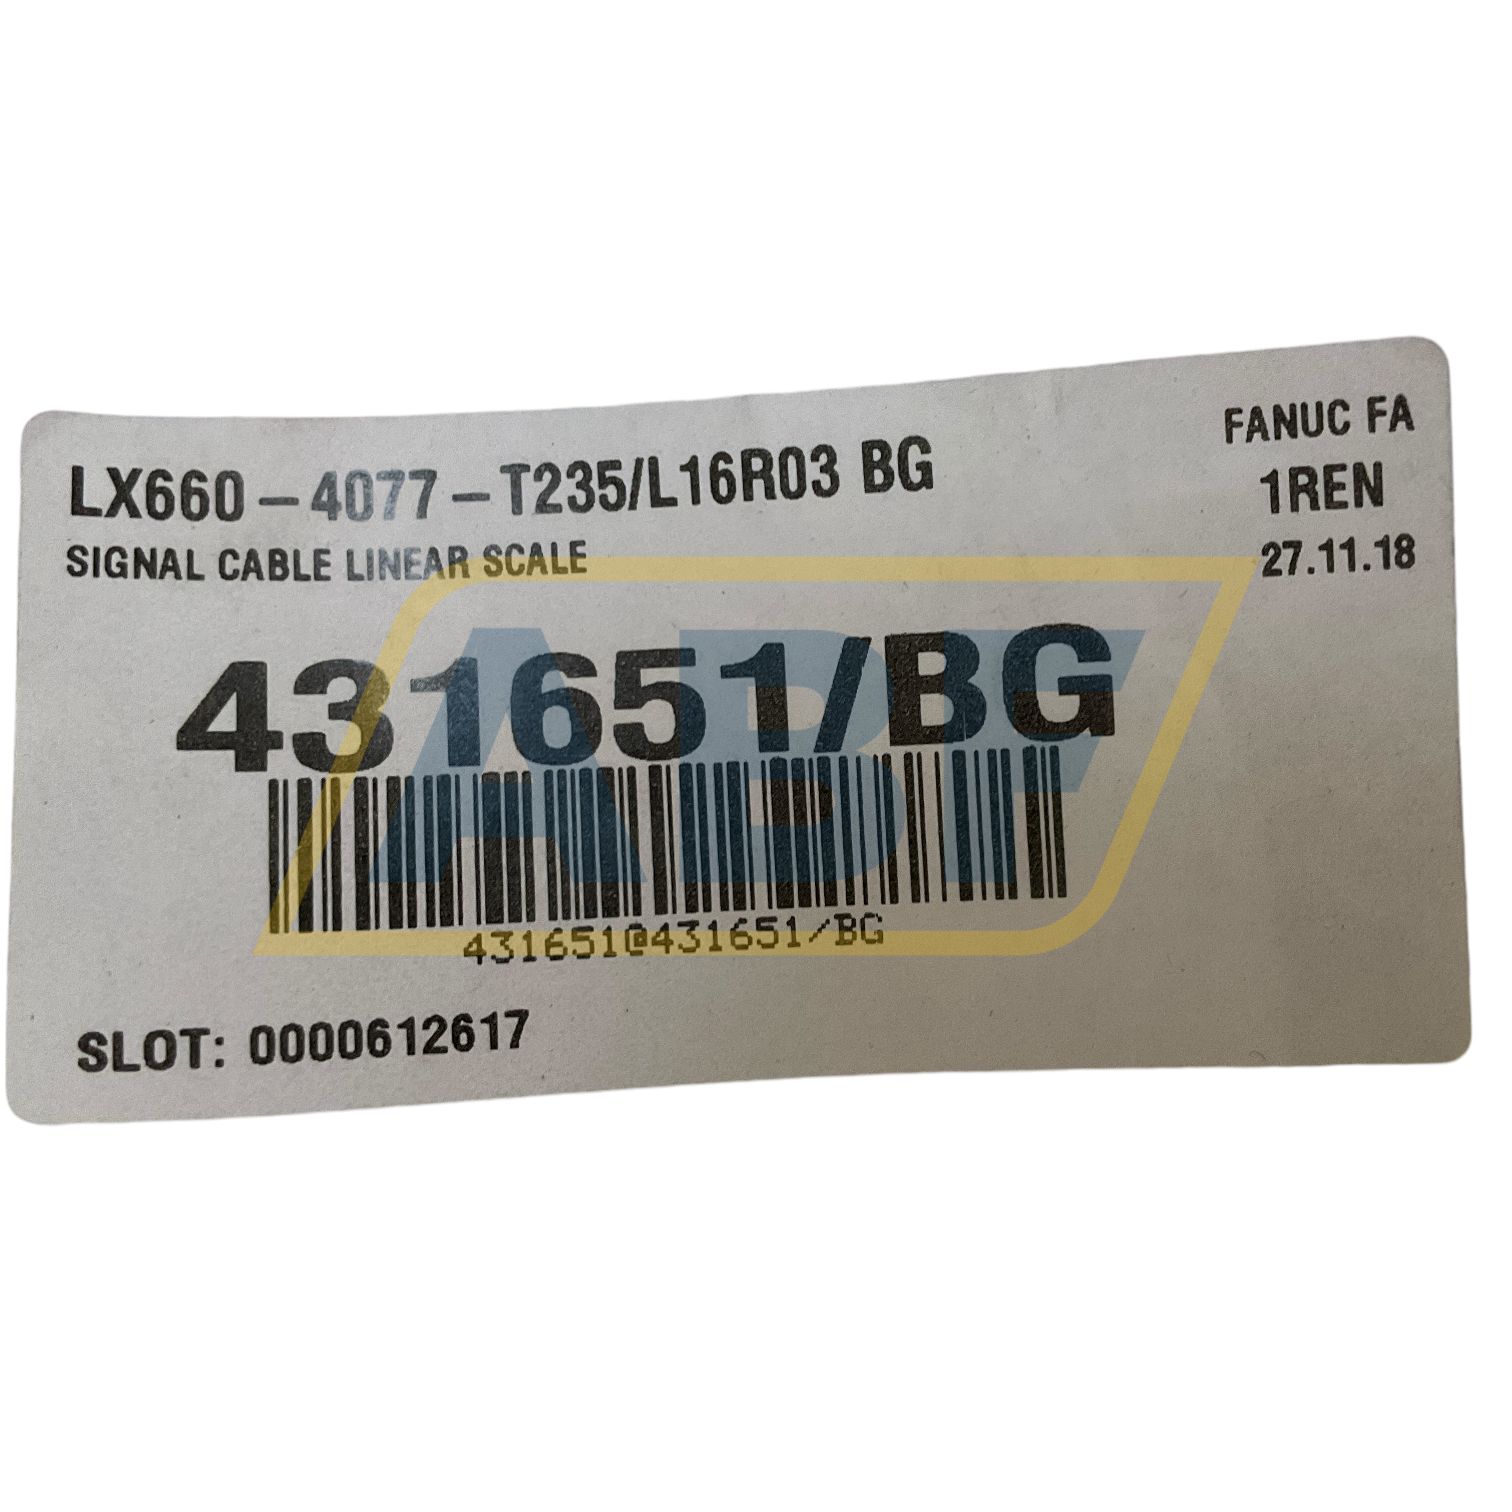 FANUC FA
LX660-4077-T235/L16R03 BG
1REN
SIGNAL CABLE LINEAR SCALE
27.11.18
431651/BG
ABF
431651@431651/BG
SLOT: 0000612617